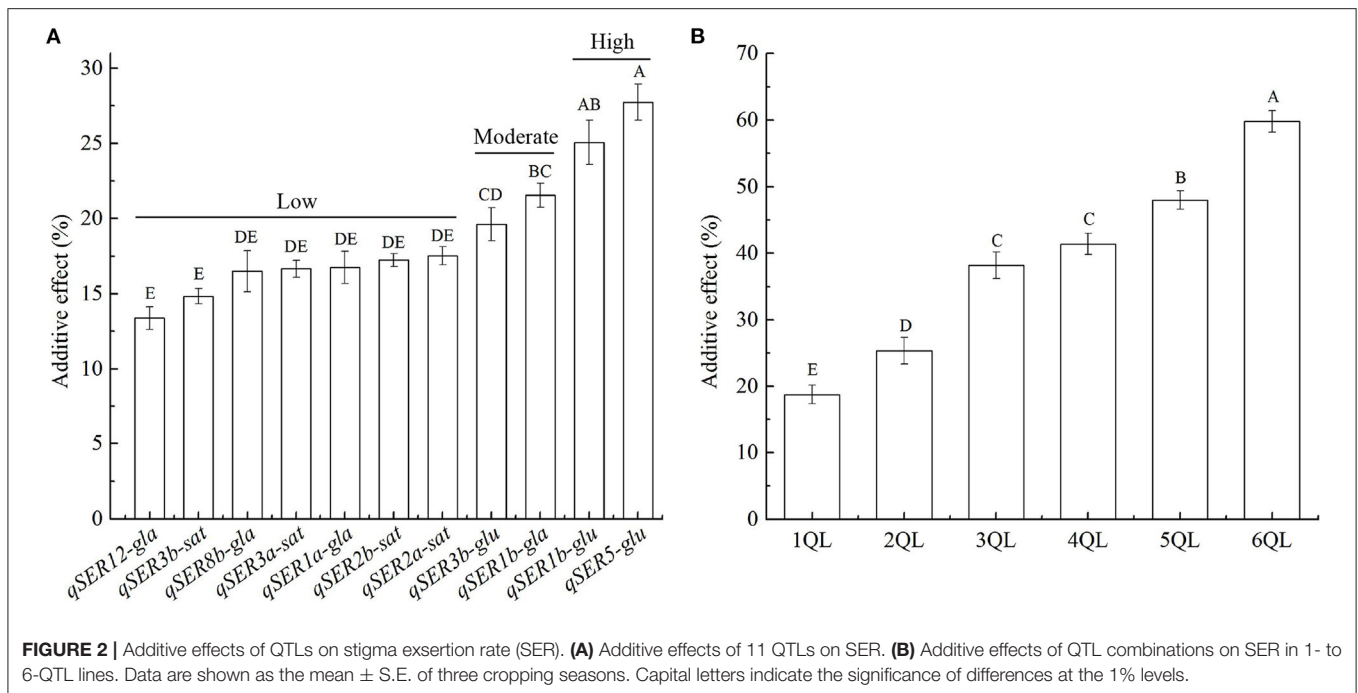 A
High
30
A
AB
25
Moderate
BC
CD
20
Low
DE DE DE DE DE
15
E
E
10
5
0
Additive effect (%)
qSER12-gla
qSER3b-sat
qSER8b-gla
qSER3a-sat
qSER1a-gla
qSER2b-sat
qSER2a-sat
qSER3b-glu
qSER1b-gla
qSER1b-glu
qSER5-glu
B
70
A
60
B
50
C
C
40
30
D
E
20
10
0
Additive effect (%)
1QL 2QL 3QL 4QL 5QL 6QL
FIGURE 2 | Additive effects of QTLs on stigma exsertion rate (SER). (A) Additive effects of 11 QTLs on SER. (B) Additive effects of QTL combinations on SER in 1- to
6-QTL lines. Data are shown as the mean ± S.E. of three cropping seasons. Capital letters indicate the significance of differences at the 1% levels.